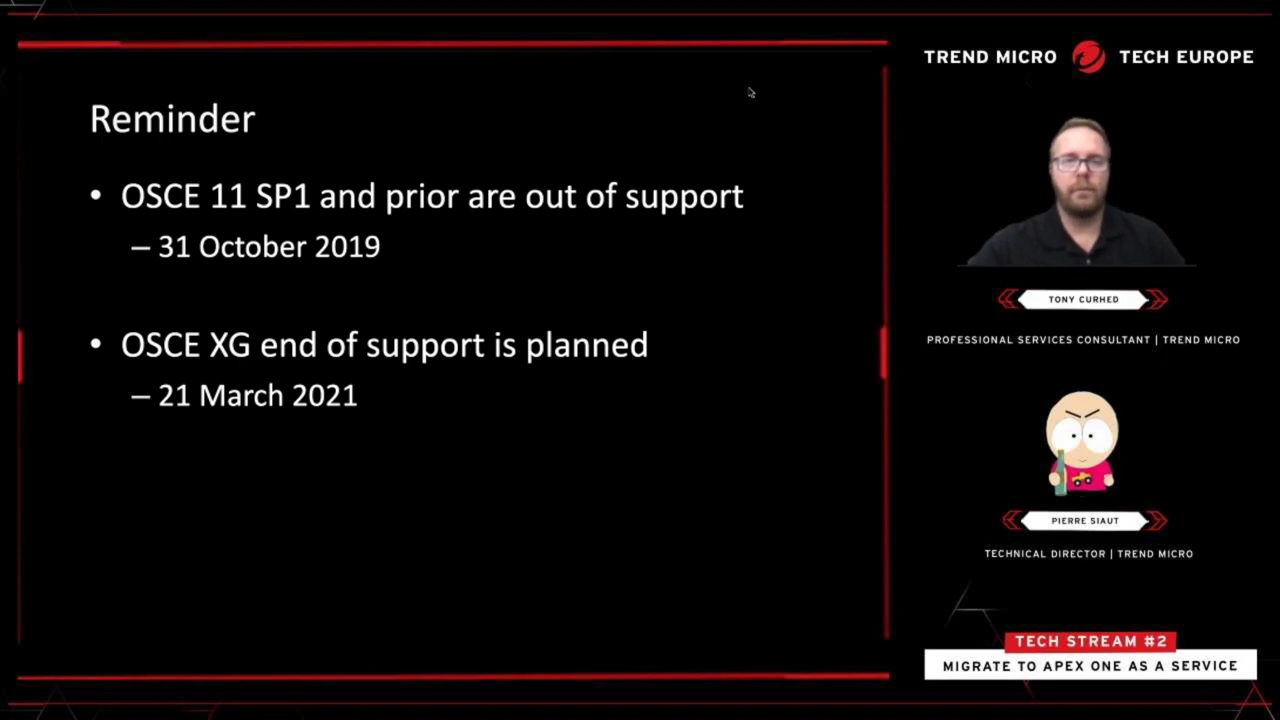 Reminder
• OSCE 11 SP1 and prior are out of support
– 31 October 2019
• OSCE XG end of support is planned
– 21 March 2021
TREND MICRO TECH EUROPE
TONY CURHED
PROFESSIONAL SERVICES CONSULTANT | TREND MICRO
PIERRE SIAUT
TECHNICAL DIRECTOR | TREND MICRO
TECH STREAM #2
MIGRATE TO APEX ONE AS A SERVICE